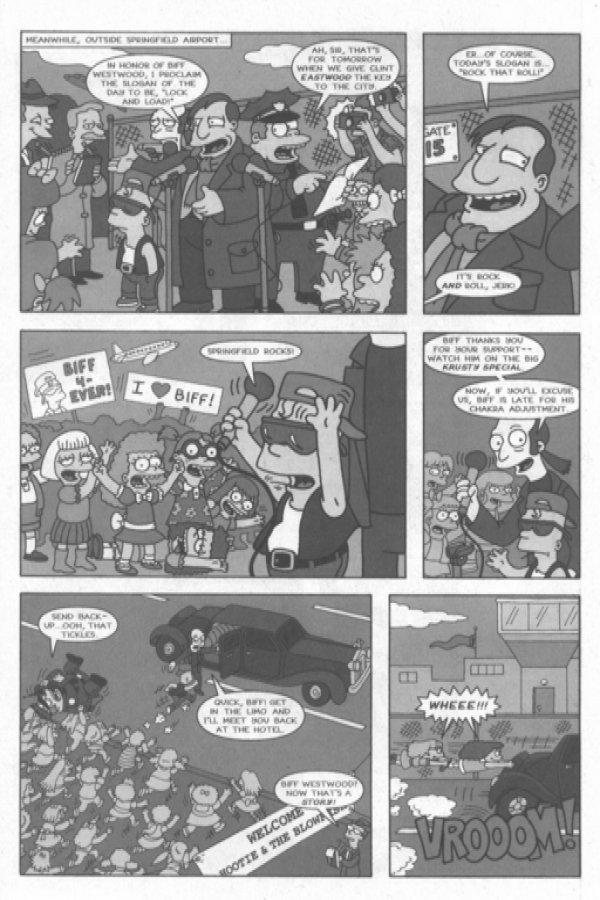 MEANWHILE, OUTSIDE SPRINGFIELD AIRPORT...
IN HONOR OF BIFF
WESTWOOD, I PROCLAIM
THE SLOGAN OF THE
DAY TO BE, "LOCK
AND LOAD!"
AH, SIR, THAT'S
FOR TOMORROW
WHEN WE GIVE CLINT
EASTWOOD THE KEY
TO THE CITY.
ER...OF COURSE.
TODAY'S SLOGAN IS...
"ROCK THAT ROLL!"
GATE
15
IT'S ROCK
AND ROLL, JERK!
BIFF
4-
EVER!
I ♥ BIFF!
SPRINGFIELD ROCKS!
BIFF THANKS YOU
FOR YOUR SUPPORT--
WATCH HIM ON THE BIG
KRUSTY SPECIAL.
NOW, IF YOU'LL EXCUSE
US, BIFF IS LATE FOR HIS
CHAKRA ADJUSTMENT.
SEND BACK-
UP...OOH, THAT
TICKLES.
QUICK, BIFF! GET
IN THE LIMO AND
I'LL MEET YOU BACK
AT THE HOTEL.
BIFF WESTWOOD?
NOW THAT'S A
STORY!
WELCOME
HOOTIE & THE BLOWFIS
WHEEE!!!
VROOOM!